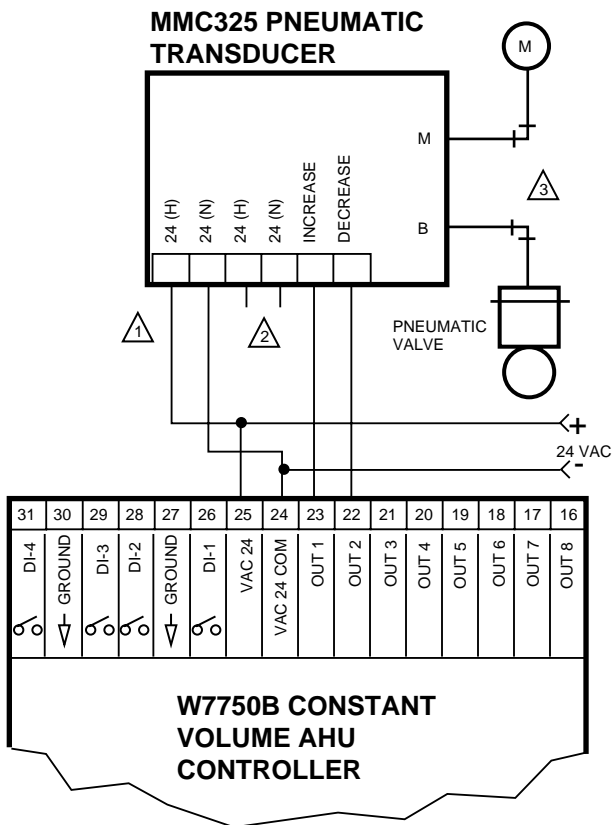 MMC325 PNEUMATIC
TRANSDUCER
M
M
24 (H)
24 (N)
24 (H)
24 (N)
INCREASE
DECREASE
3
B
1
2
PNEUMATIC
VALVE
+
24 VAC
-
31 30 29 28 27 26 25 24 23 22 21 20 19 18 17 16
DI-4
GROUND
DI-3
DI-2
GROUND
DI-1
VAC 24
VAC 24 COM
OUT 1
OUT 2
OUT 3
OUT 4
OUT 5
OUT 6
OUT 7
OUT 8
W7750B CONSTANT
VOLUME AHU
CONTROLLER